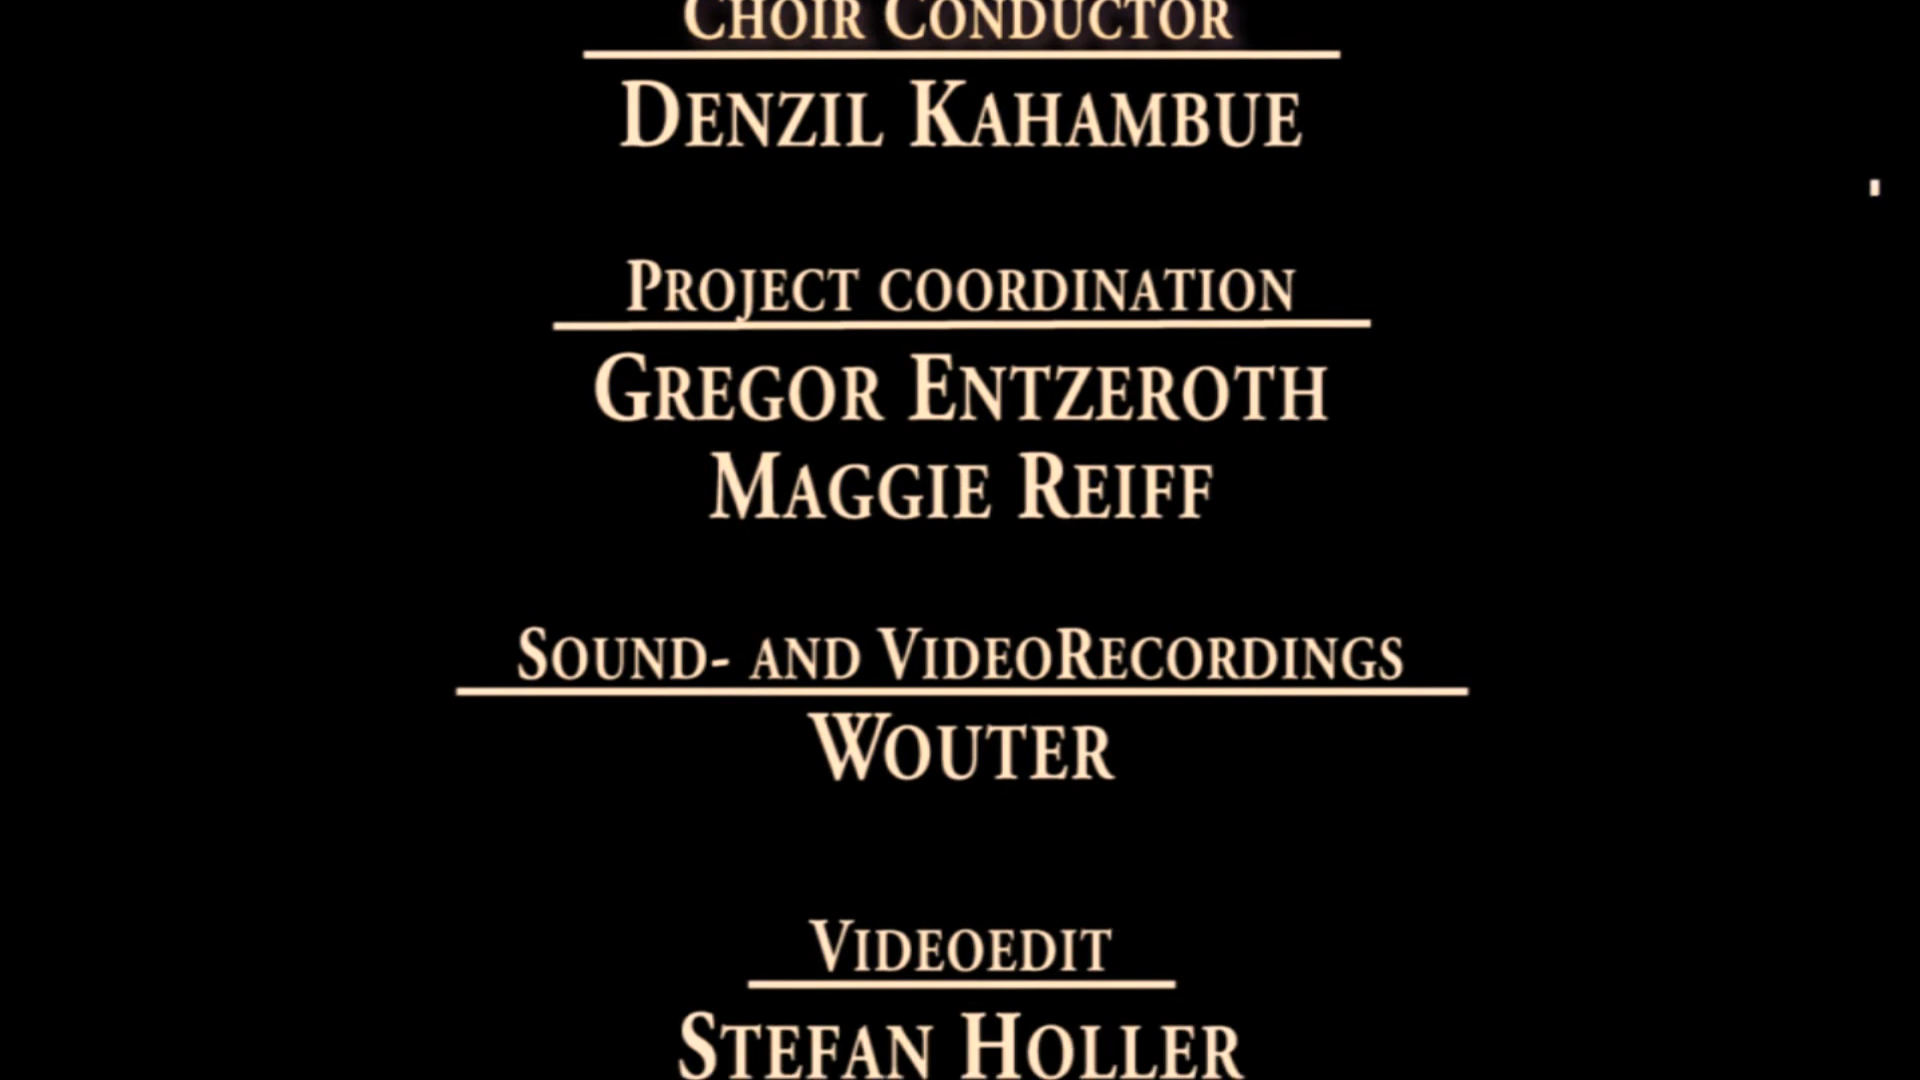 Choir Conductor
Denzil Kahambue
Project coordination
Gregor Entzeroth
Maggie Reiff
Sound- and VideoRecordings
Wouter
Videoedit
Stefan Holler